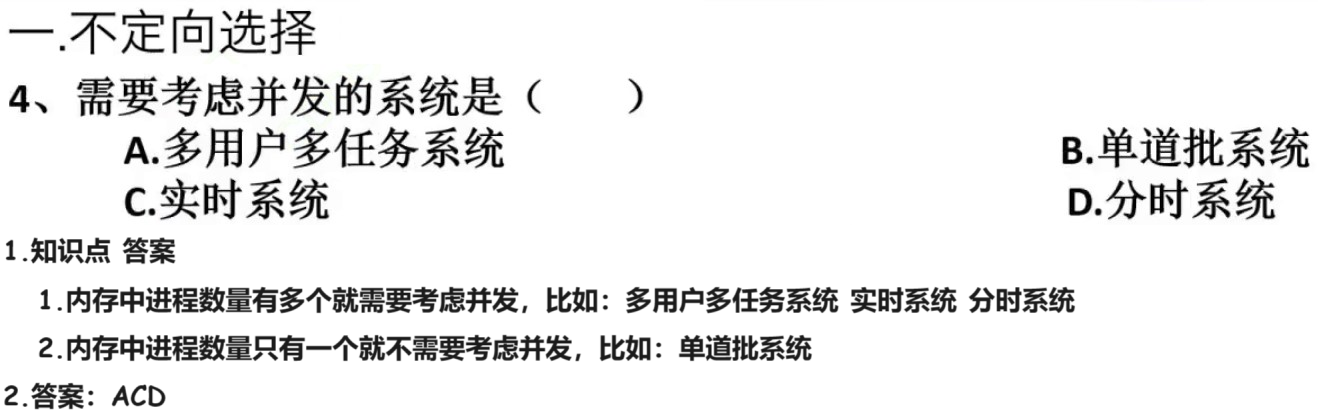 一.不定向选择
4、需要考虑并发的系统是（ ）
A.多用户多任务系统 B.单道批系统
C.实时系统 D.分时系统
1.知识点 答案
1.内存中进程数量有多个就需要考虑并发，比如：多用户多任务系统 实时系统 分时系统
2.内存中进程数量只有一个就不需要考虑并发，比如：单道批系统
2.答案：ACD